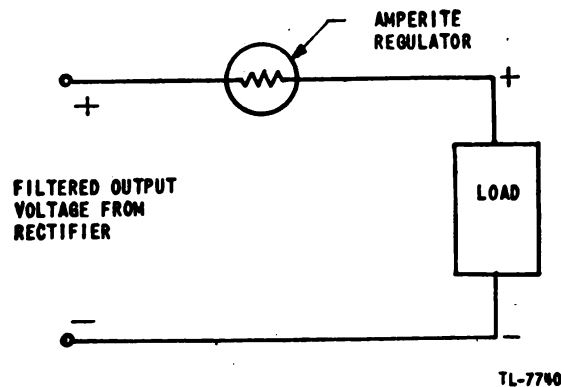 AMPERITE
REGULATOR
+
+
FILTERED OUTPUT
VOLTAGE FROM
RECTIFIER
LOAD
−
-
TL-7740